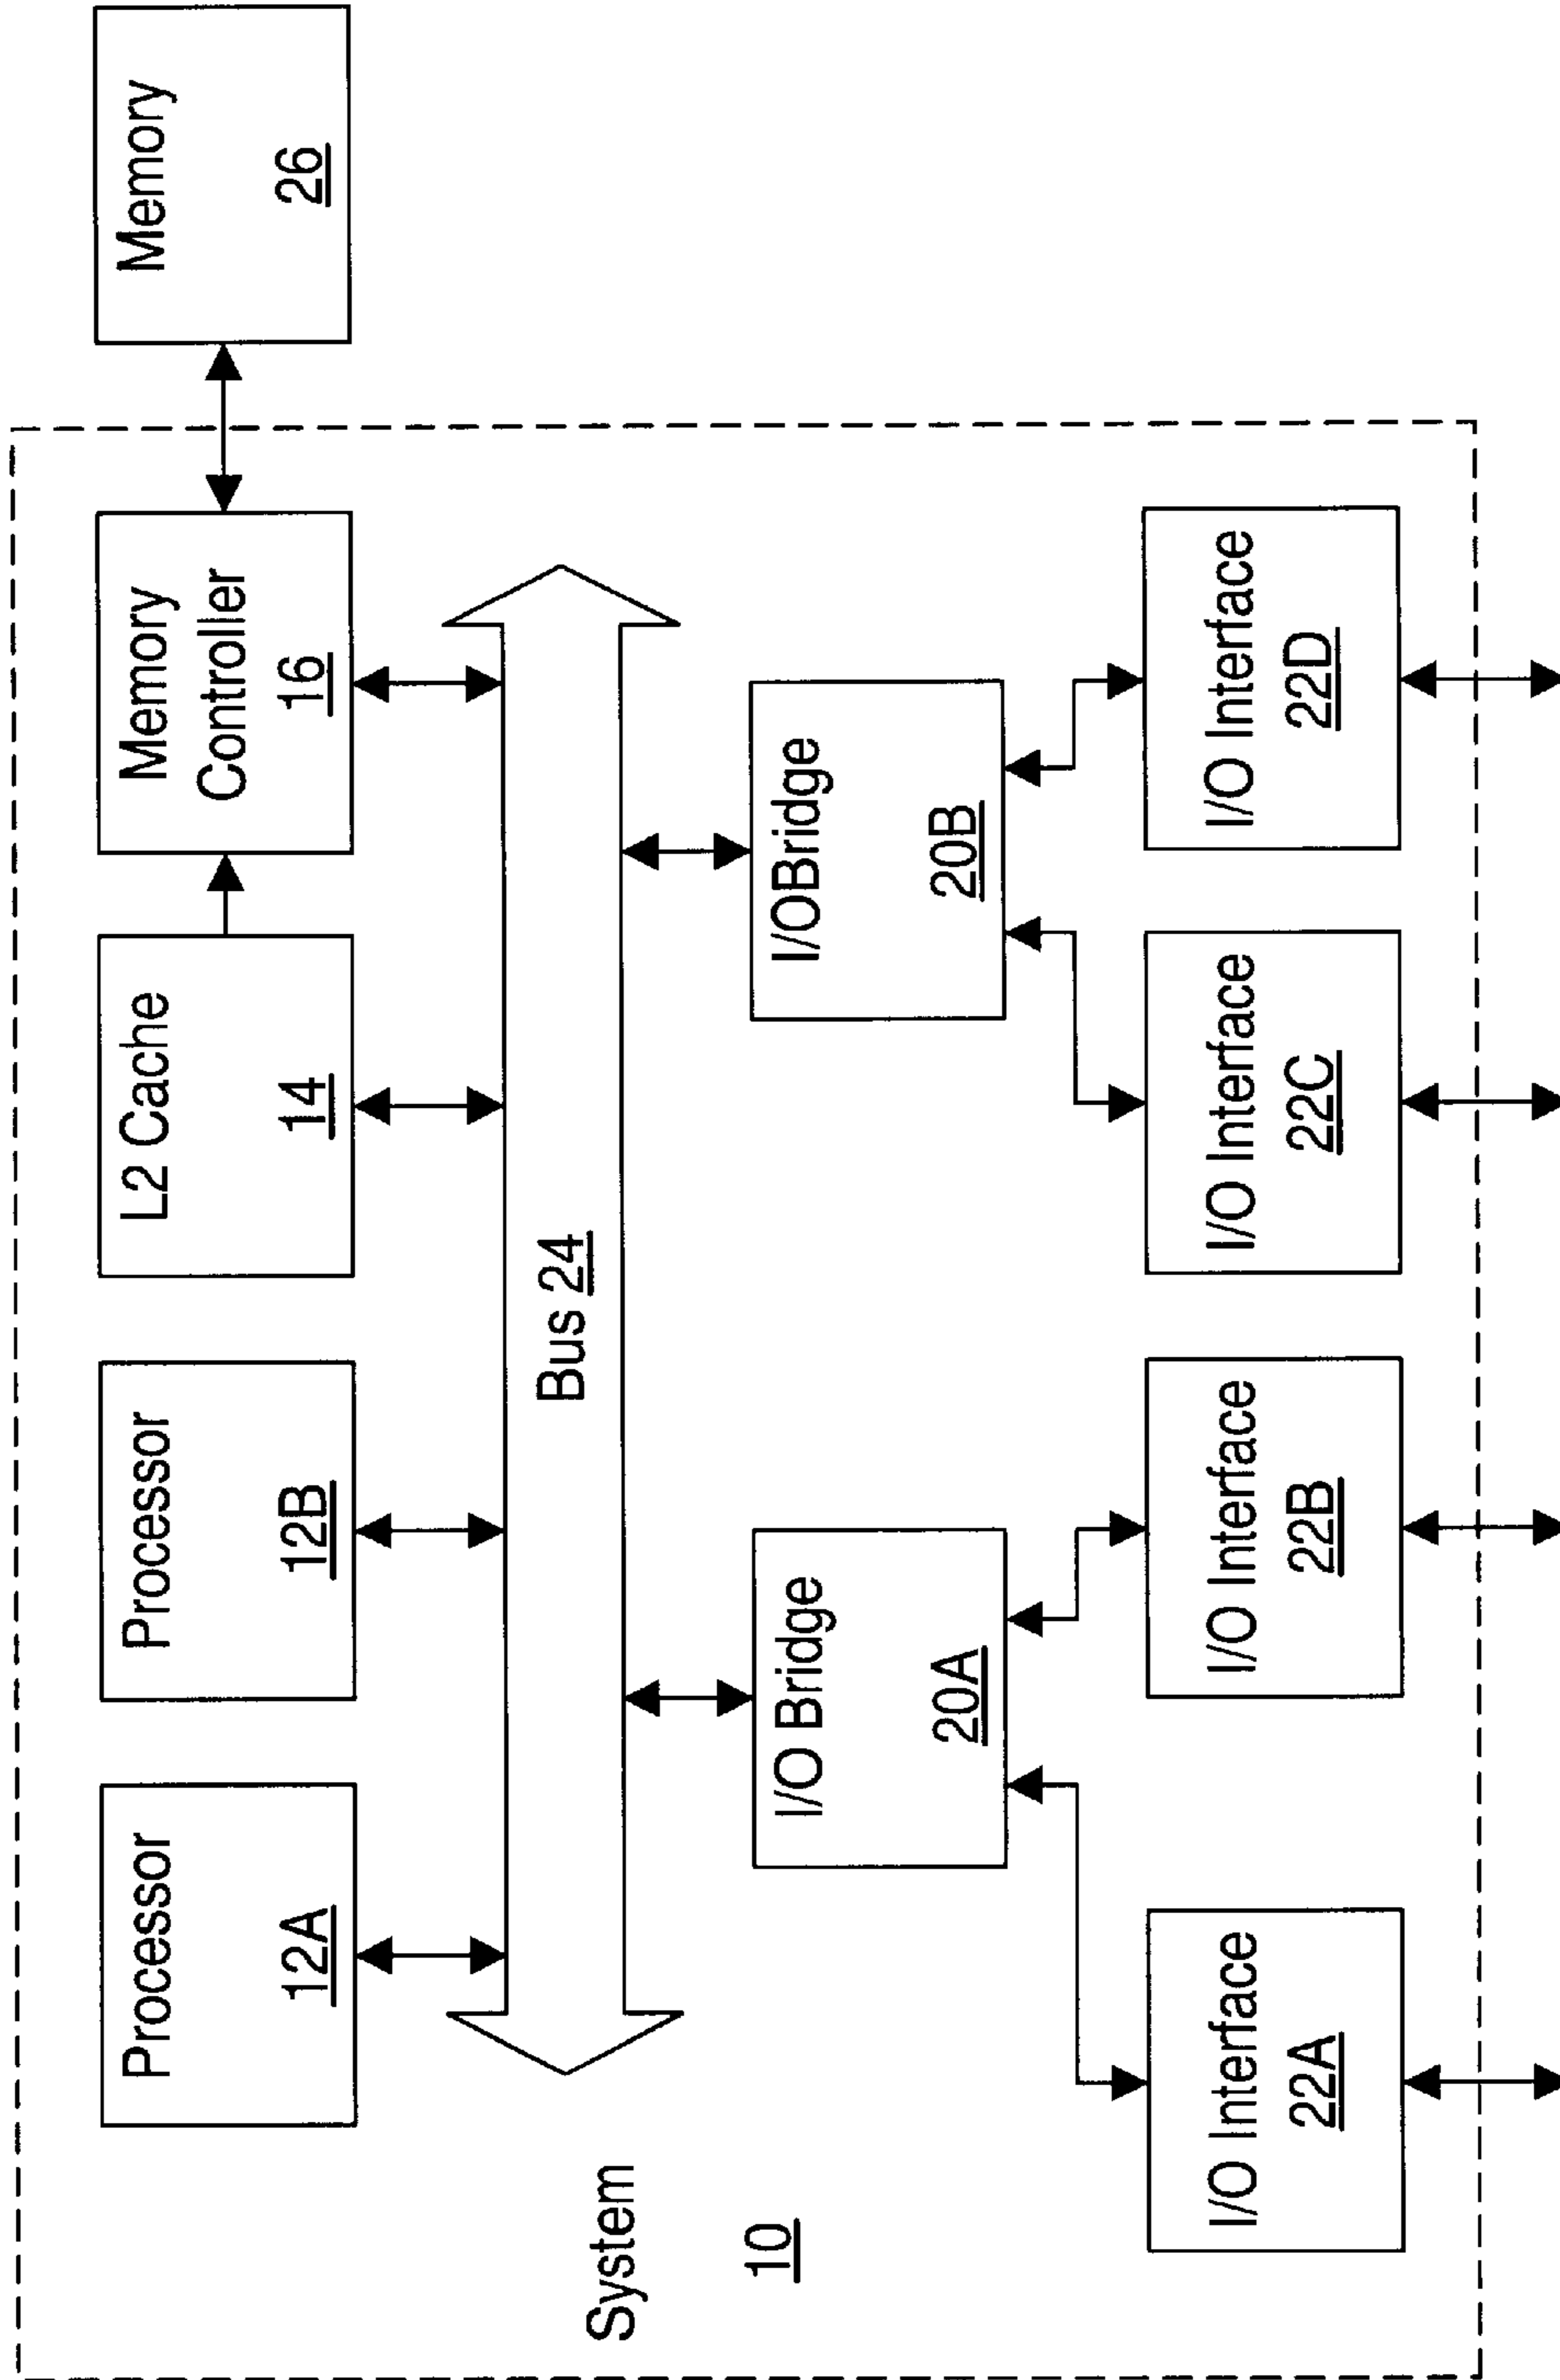 Processor
12A
Processor
12B
L2 Cache
14
Memory
Controller
16
Memory
26
Bus 24
System
10
I/O Bridge
20A
I/OBridge
20B
I/O Interface
22A
I/O Interface
22B
I/O Interface
22C
I/O Interface
22D